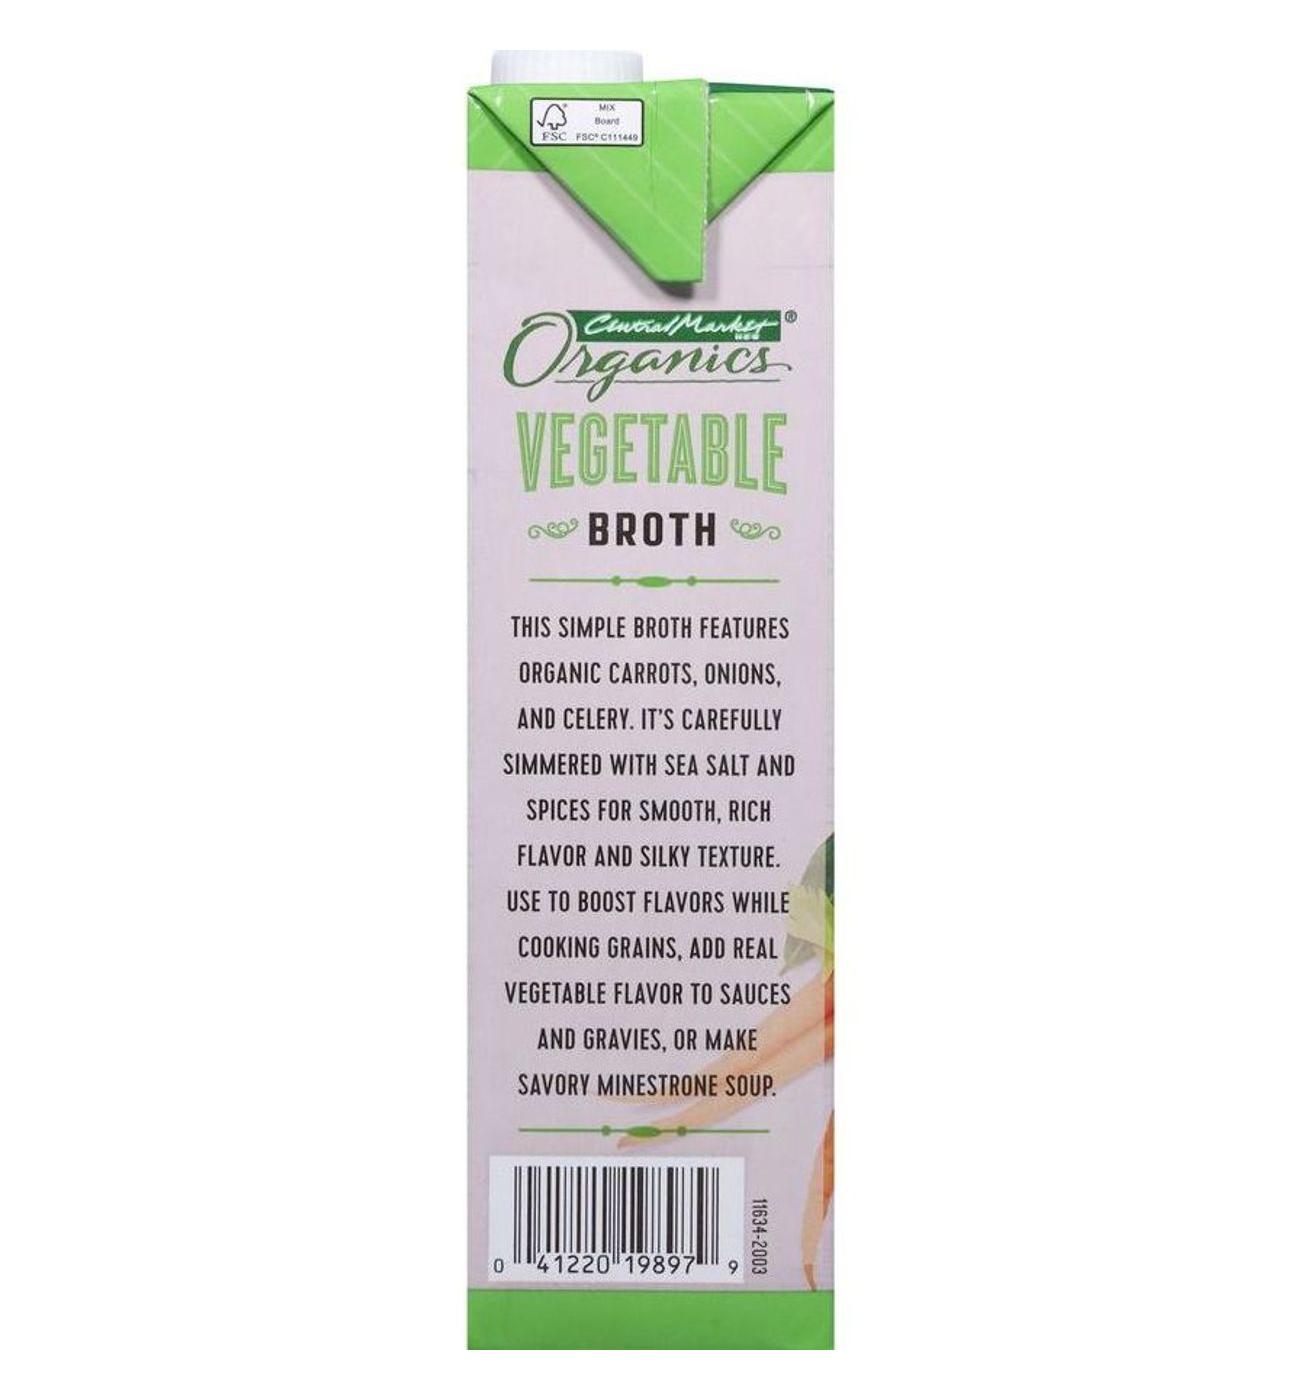 MIX
Board
FSC® C111449
FSC
Central Market
H-E-B
Organics®
VEGETABLE
BROTH
THIS SIMPLE BROTH FEATURES
ORGANIC CARROTS, ONIONS,
AND CELERY. IT'S CAREFULLY
SIMMERED WITH SEA SALT AND
SPICES FOR SMOOTH, RICH
FLAVOR AND SILKY TEXTURE.
USE TO BOOST FLAVORS WHILE
COOKING GRAINS, ADD REAL
VEGETABLE FLAVOR TO SAUCES
AND GRAVIES, OR MAKE
SAVORY MINESTRONE SOUP.
0 41220 19897 9
11634-2003